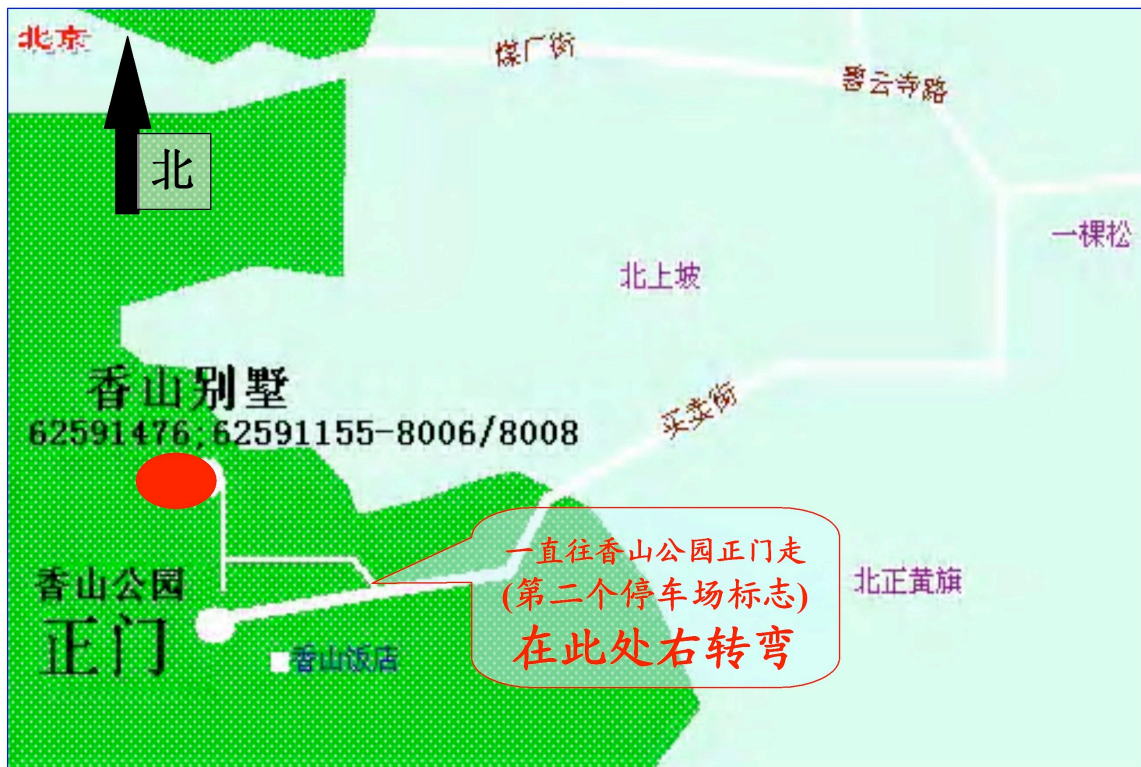 北京
煤厂街
碧云寺路
北
一棵松
北上坡
香山别墅
62591476;62591155-8006/8008
买卖街
一直往香山公园正门走
(第二个停车场标志)
在此处右转弯
北正黄旗
香山公园
正门
香山饭店